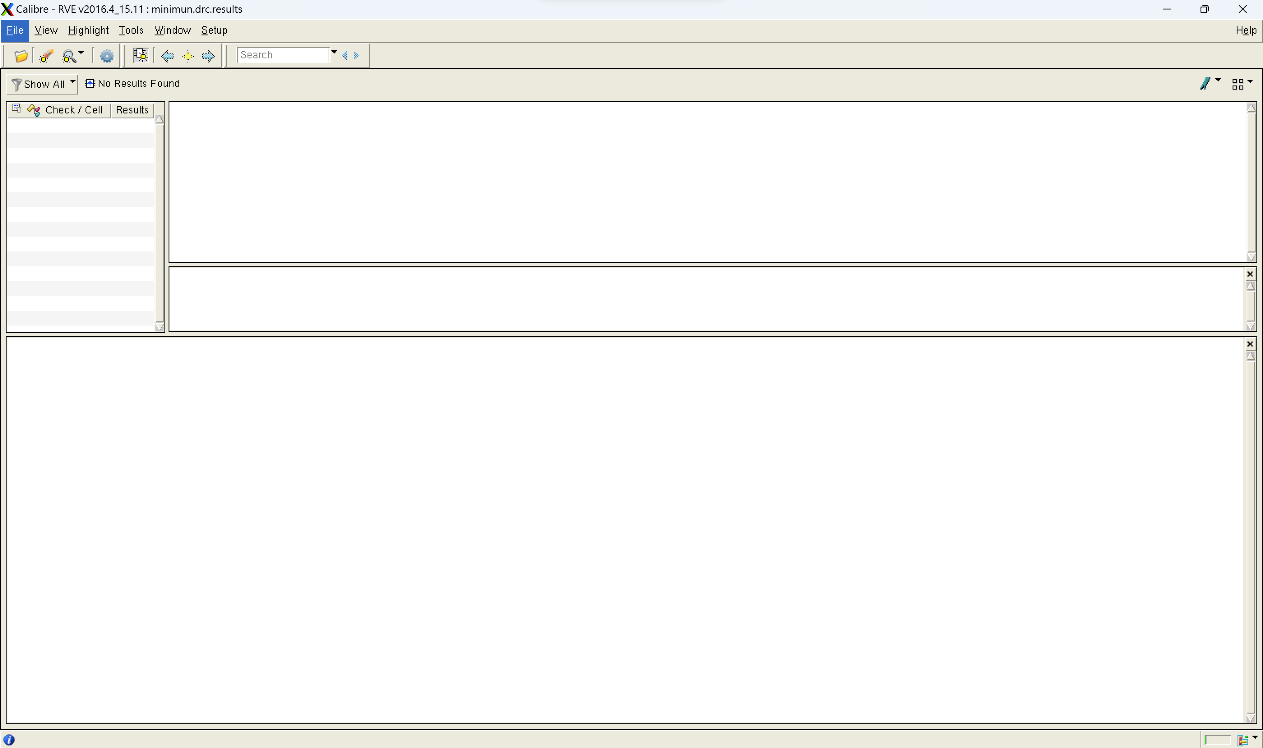 Calibre - RVE v2016.4_15.11 : minimun.drc.results
File View Highlight Tools Window Setup Help
Search
Show All No Results Found
Check / Cell Results